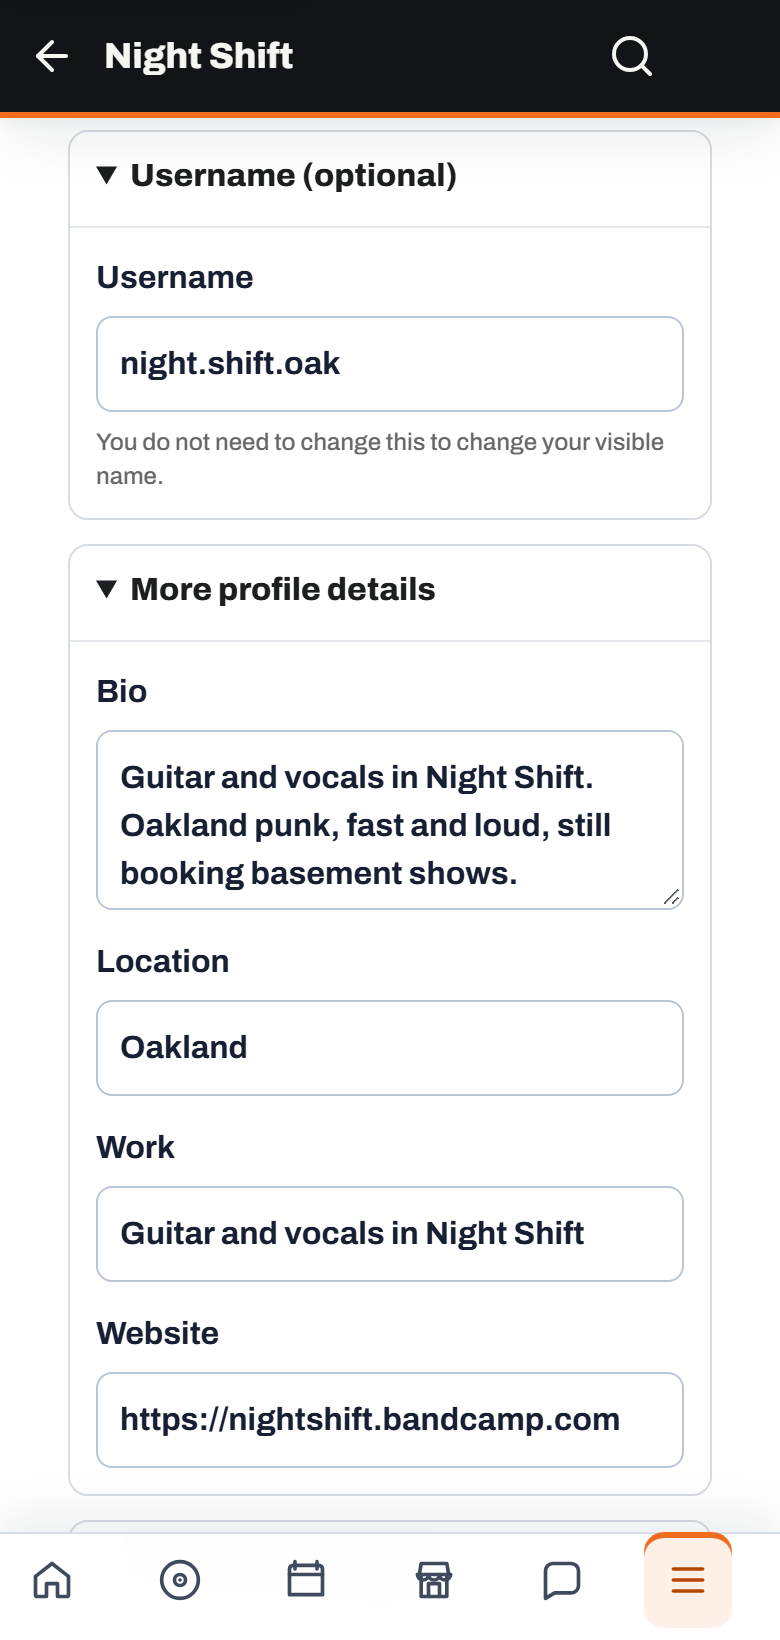 Night Shift
Username (optional)
Username
night.shift.oak
You do not need to change this to change your visible
name.
More profile details
Bio
Guitar and vocals in Night Shift.
Oakland punk, fast and loud, still
booking basement shows.
Location
Oakland
Work
Guitar and vocals in Night Shift
Website
https://nightshift.bandcamp.com